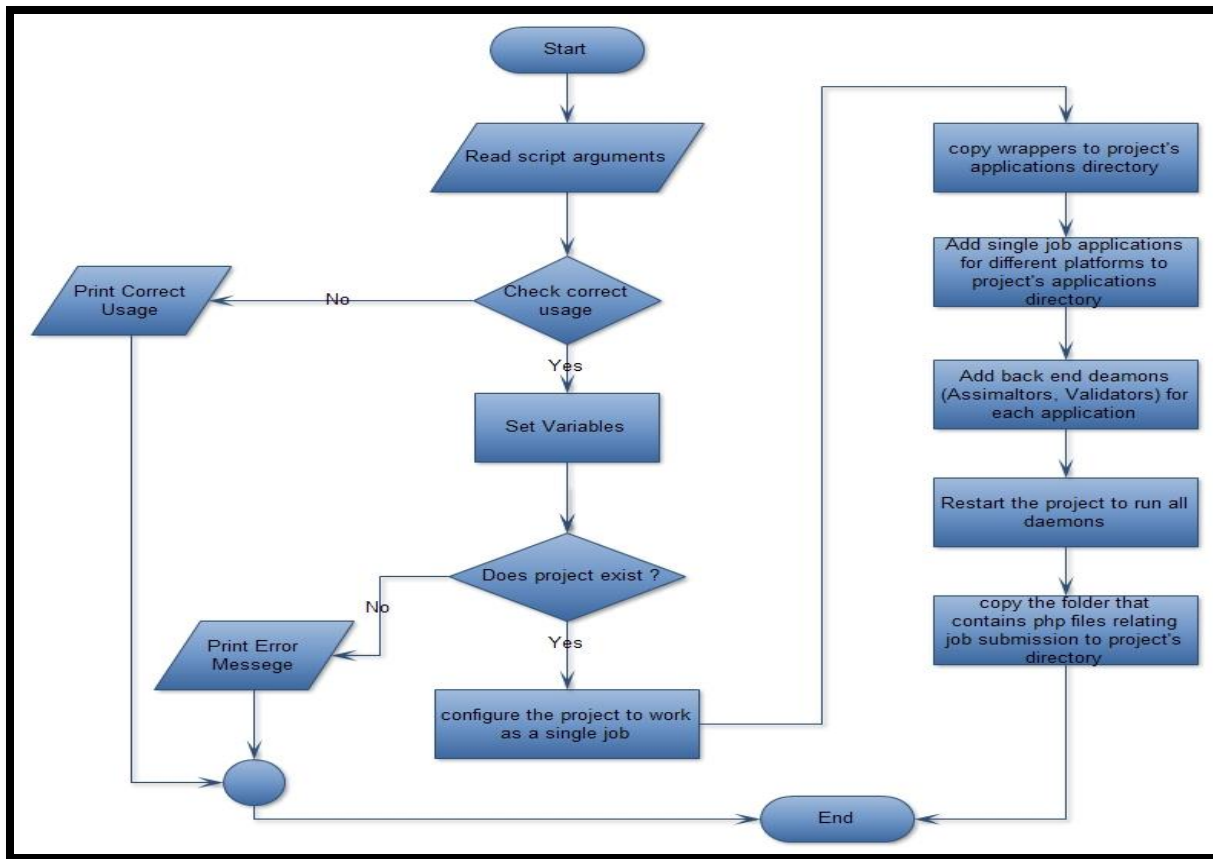 Start
Read script arguments
Check correct
usage
No
Print Correct
Usage
Yes
Set Variables
Does project exist ?
No
Print Error
Messege
Yes
configure the project to work
as a single job
copy wrappers to project's
applications directory
Add single job applications
for different platforms to
project's applications
directory
Add back end deamons
(Assimaltors, Validators) for
each application
Restart the project to run all
daemons
copy the folder that
contains php files relating
job submission to project's
directory
End